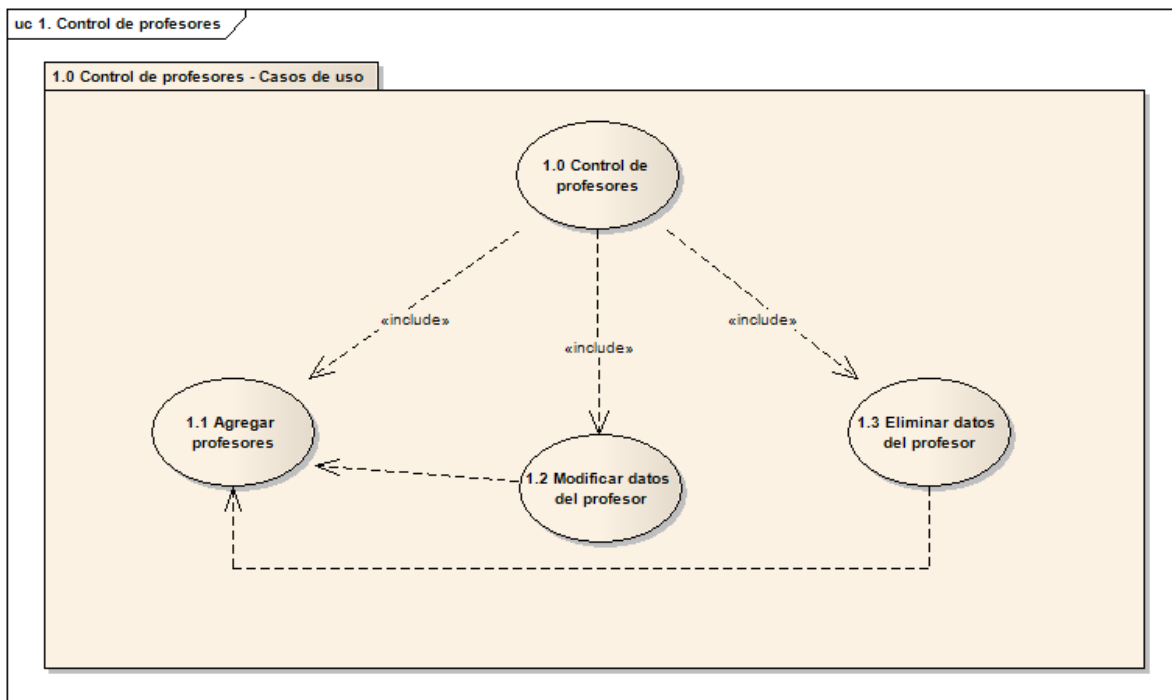 uc 1. Control de profesores
1.0 Control de profesores - Casos de uso
1.0 Control de
profesores
«include»
«include»
«include»
1.1 Agregar
profesores
1.2 Modificar datos
del profesor
1.3 Eliminar datos
del profesor